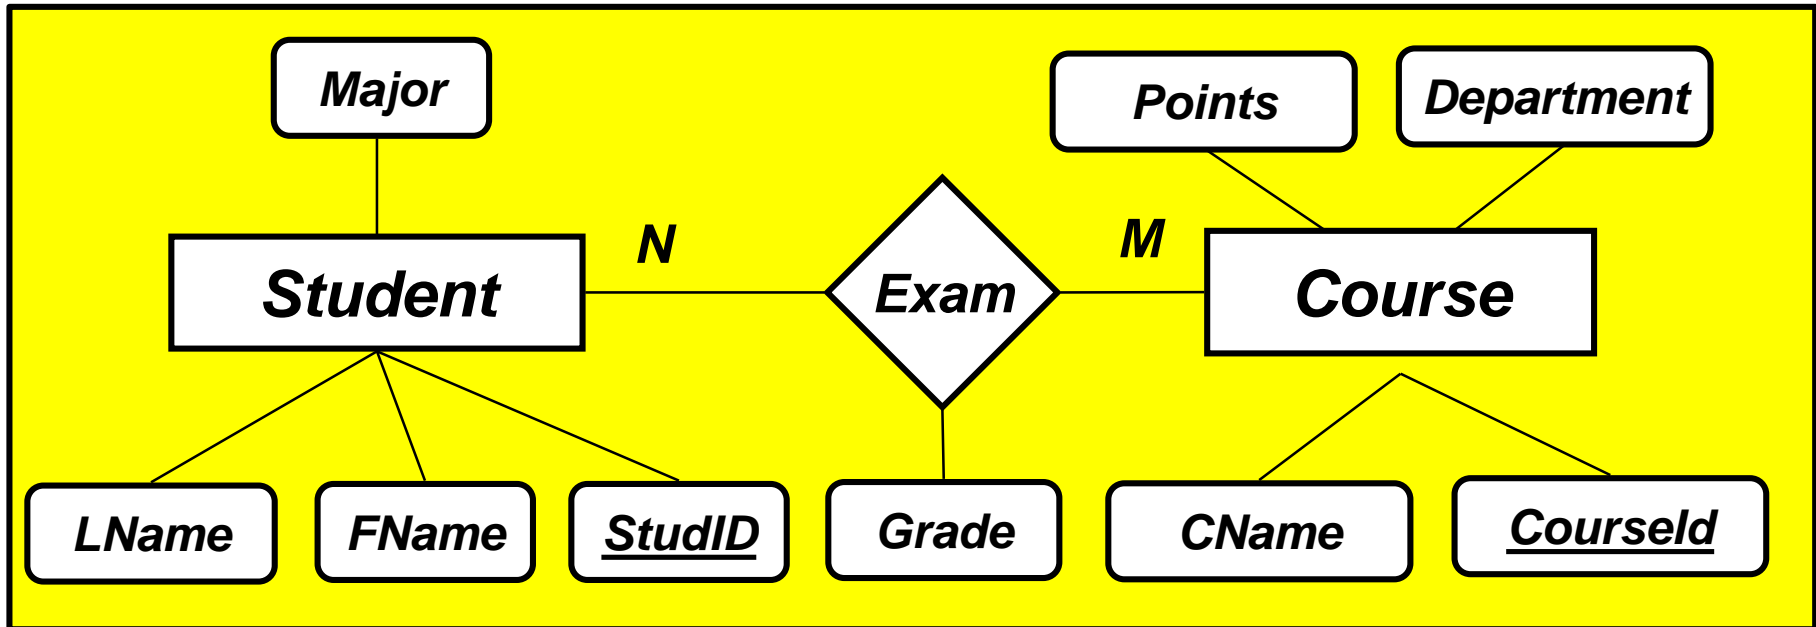 Major
Points
Department
N
M
Student
Exam
Course
LName
FName
StudID
Grade
CName
CourseId